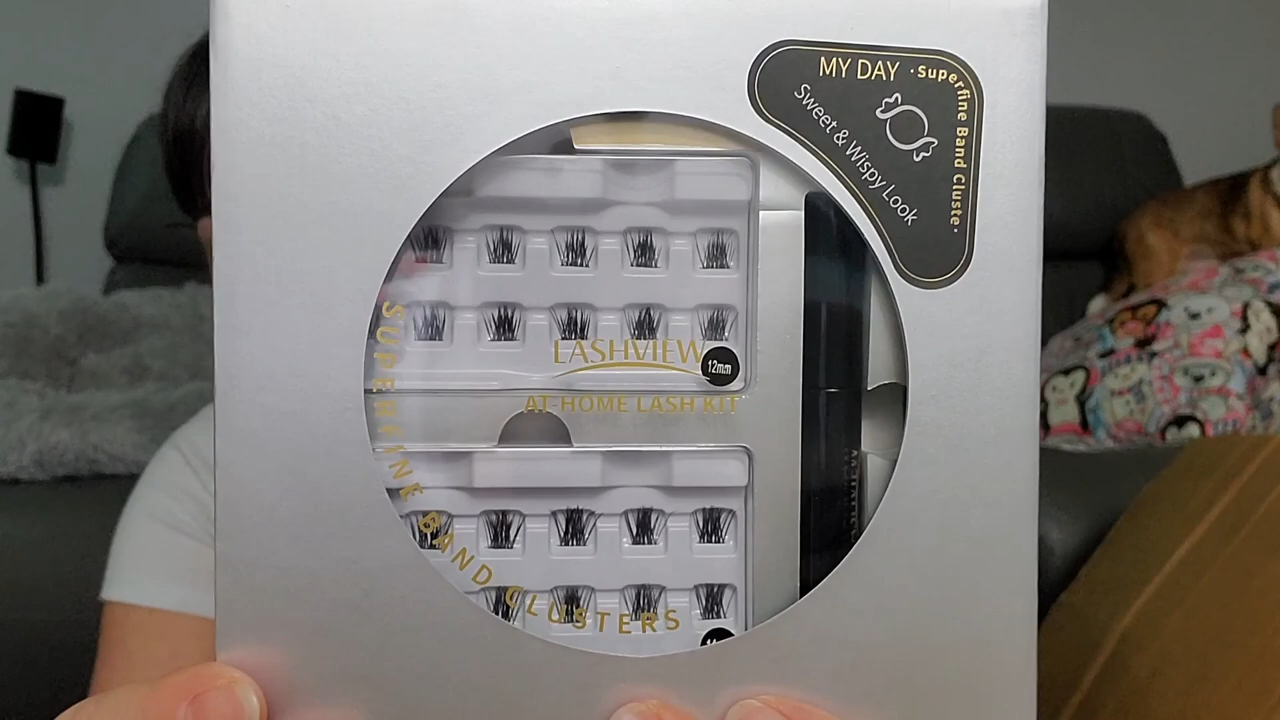 MY DAY
·Superfine Band Cluste·
Sweet & Wispy Look
LASHVIEW
12mm
AT-HOME LASH KIT
SUPERFINE BAND CLUSTERS